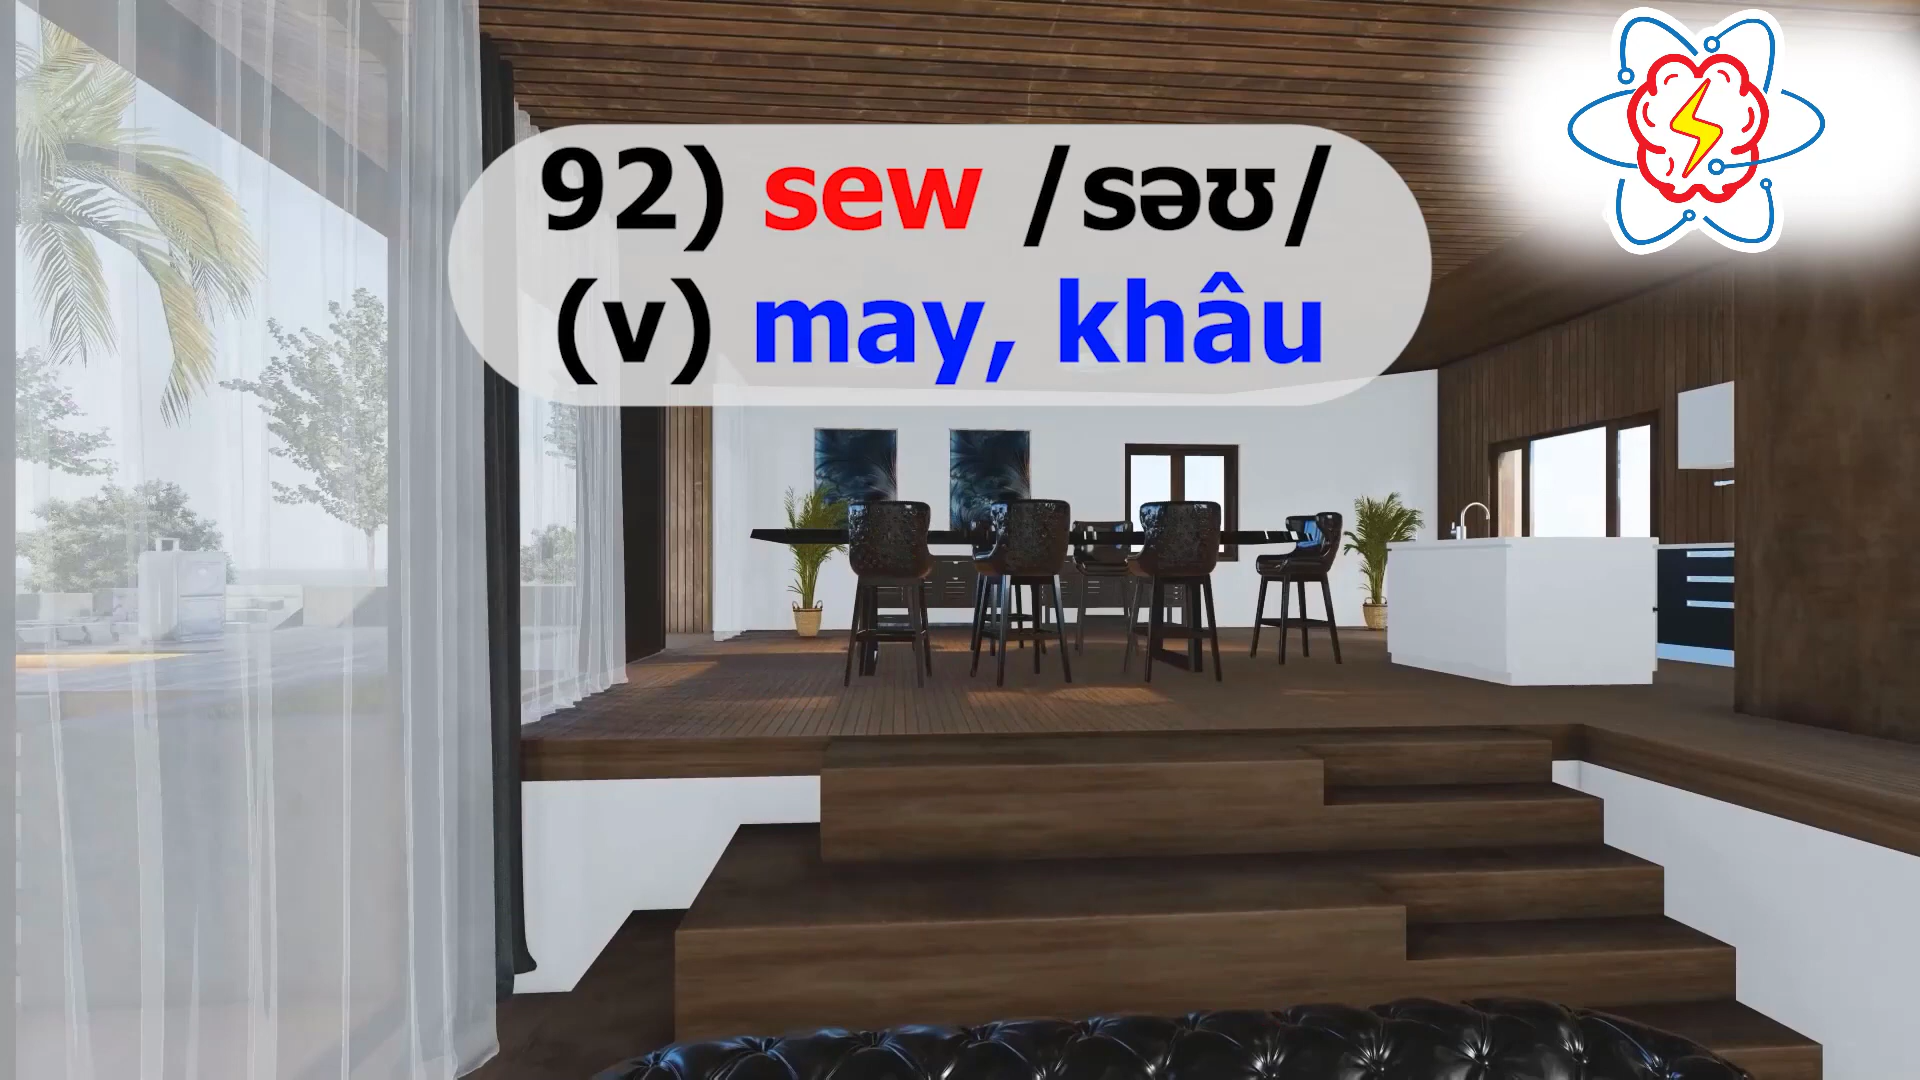 92) sew /səʊ/
(v) may, khâu